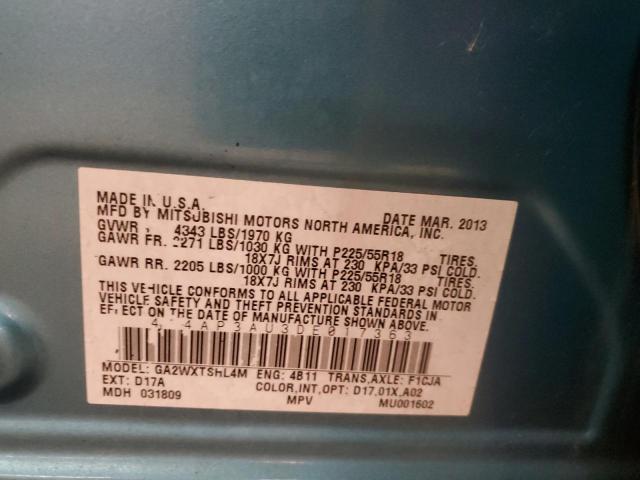 MADE IN U.S.A. DATE MAR. 2013
MFD BY MITSUBISHI MOTORS NORTH AMERICA, INC.
GVWR , 4343 LBS/1970 KG
GAWR FR. 2271 LBS/1030 KG WITH P225/55R18 TIRES,
18X7J RIMS AT 230 KPA/33 PSI COLD.
GAWR RR. 2205 LBS/1000 KG WITH P225/55R18 TIRES,
18X7J RIMS AT 230 KPA/33 PSI COLD.
THIS VEHICLE CONFORMS TO ALL APPLICABLE FEDERAL MOTOR
VEHICLE SAFETY AND THEFT PREVENTION STANDARDS IN
EFFECT ON THE DATE OF MANUFACTURE SHOWN ABOVE.
4A4AP3AU3DE017363
MODEL: GA2WXTSHL4M ENG: 4B11 TRANS,AXLE: F1CJA
EXT: D17A COLOR,INT,OPT: D17,01X,A02
MDH 031809 MPV MU001602